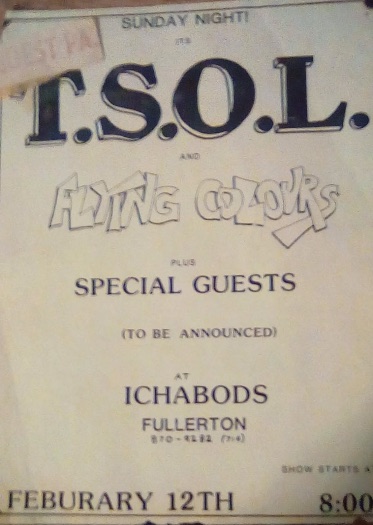 SUNDAY NIGHT!
ITS
T.S.O.L.
AND
FLYING COLOURS
PLUS
SPECIAL GUESTS
(TO BE ANNOUNCED)
AT
ICHABODS
FULLERTON
870-9282 (714)
SHOW STARTS
FEBURARY 12TH 8:00